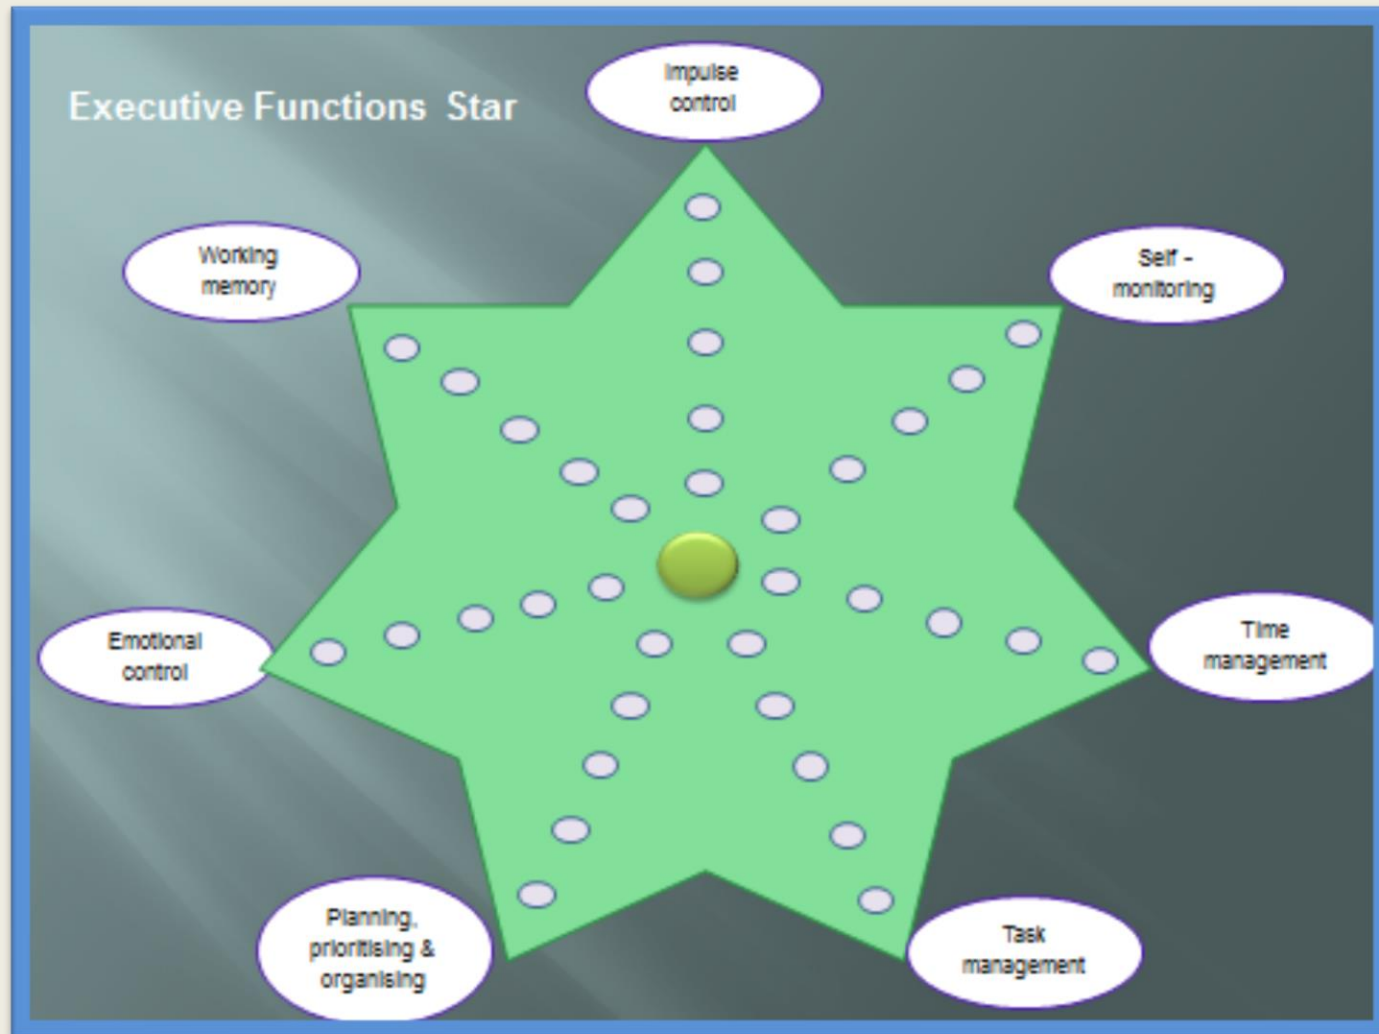 Executive Functions Star
Impulse
control
Working
memory
Self -
monitoring
Emotional
control
Time
management
Planning,
prioritising &
organising
Task
management